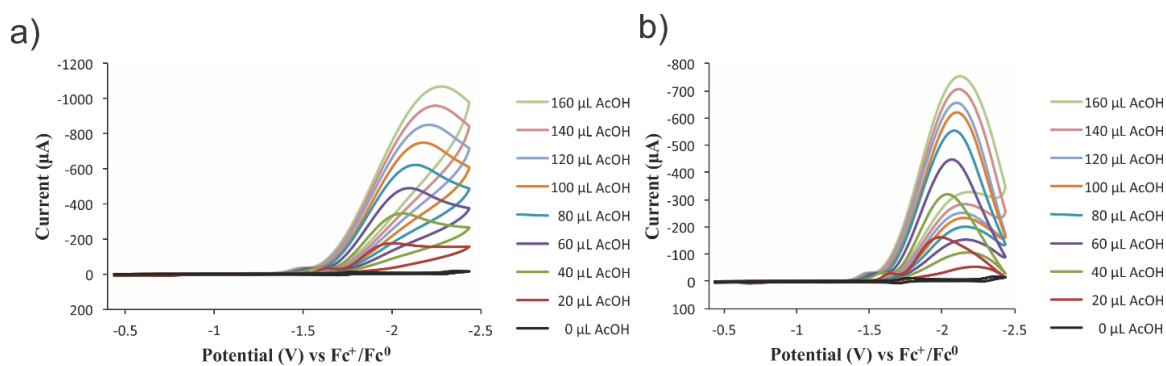 a)
-1200
-1000
-800
-600
-400
-200
0
200
Current (µA)
-0.5
-1
-1.5
-2
-2.5
Potential (V) vs Fc⁺/Fc⁰
160 µL AcOH
140 µL AcOH
120 µL AcOH
100 µL AcOH
80 µL AcOH
60 µL AcOH
40 µL AcOH
20 µL AcOH
0 µL AcOH
b)
-800
-700
-600
-500
-400
-300
-200
-100
0
100
Current (µA)
-0.5
-1
-1.5
-2
-2.5
Potential (V) vs Fc⁺/Fc⁰
160 µL AcOH
140 µL AcOH
120 µL AcOH
100 µL AcOH
80 µL AcOH
60 µL AcOH
40 µL AcOH
20 µL AcOH
0 µL AcOH